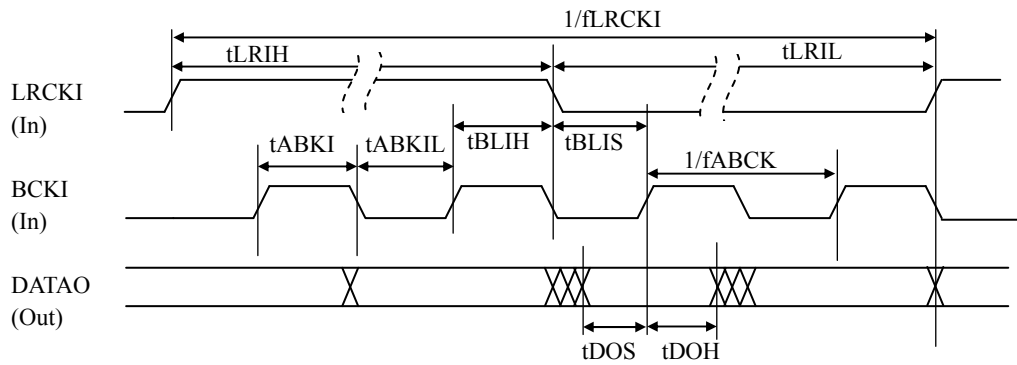 1/fLRCKI
tLRIH
tLRIL
LRCKI
(In)
tBLIH
tBLIS
tABKI
tABKIL
1/fABCK
BCKI
(In)
DATAO
(Out)
tDOS
tDOH